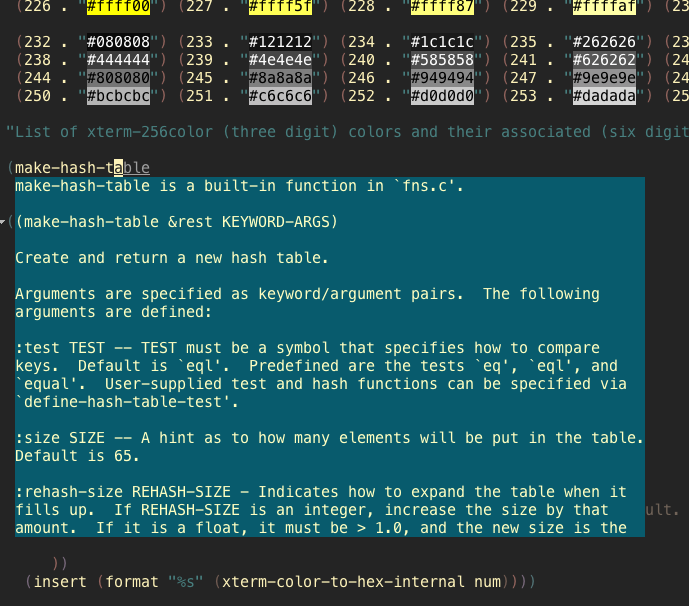 (226 . "#ffff00") (227 . "#ffff5f") (228 . "#ffff87") (229 . "#ffffaf") (23
(232 . "#080808") (233 . "#121212") (234 . "#1c1c1c") (235 . "#262626") (23
(238 . "#444444") (239 . "#4e4e4e") (240 . "#585858") (241 . "#626262") (24
(244 . "#808080") (245 . "#8a8a8a") (246 . "#949494") (247 . "#9e9e9e") (24
(250 . "#bcbcbc") (251 . "#c6c6c6") (252 . "#d0d0d0") (253 . "#dadada") (25
"List of xterm-256color (three digit) colors and their associated (six digit
(make-hash-table
make-hash-table is a built-in function in `fns.c'.
((make-hash-table &rest KEYWORD-ARGS)
Create and return a new hash table.
Arguments are specified as keyword/argument pairs.  The following
arguments are defined:
:test TEST -- TEST must be a symbol that specifies how to compare
keys.  Default is `eql'.  Predefined are the tests `eq', `eql', and
`equal'.  User-supplied test and hash functions can be specified via
`define-hash-table-test'.
:size SIZE -- A hint as to how many elements will be put in the table.
Default is 65.
:rehash-size REHASH-SIZE - Indicates how to expand the table when it
fills up.  If REHASH-SIZE is an integer, increase the size by that ult.
amount.  If it is a float, it must be > 1.0, and the new size is the
))
(insert (format "%s" (xterm-color-to-hex-internal num))))